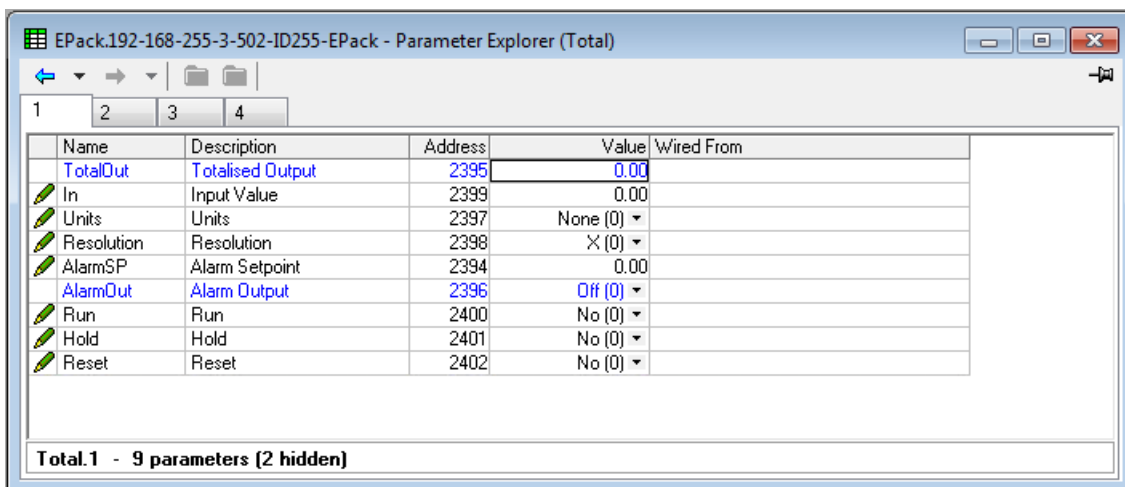 EPack.192-168-255-3-502-ID255-EPack - Parameter Explorer (Total)
1 2 3 4
Name Description Address Value Wired From
TotalOut Totalised Output 2395 0.00
In Input Value 2399 0.00
Units Units 2397 None (0)
Resolution Resolution 2398 X (0)
AlarmSP Alarm Setpoint 2394 0.00
AlarmOut Alarm Output 2396 Off (0)
Run Run 2400 No (0)
Hold Hold 2401 No (0)
Reset Reset 2402 No (0)
Total.1 - 9 parameters (2 hidden)